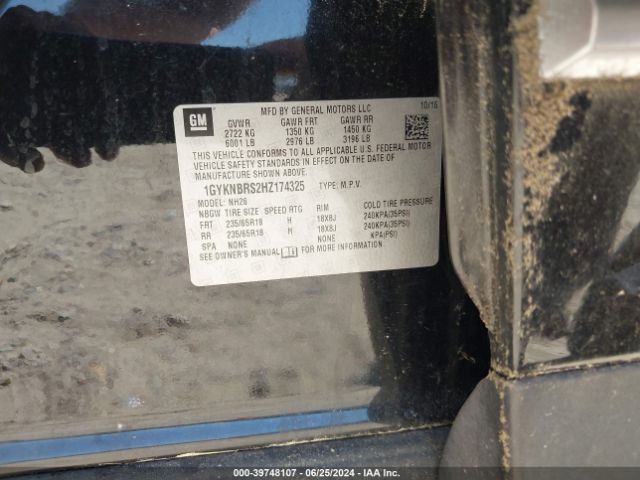 GM
MFD BY GENERAL MOTORS LLC
10/16
GVWR GAWR FRT GAWR RR
2722 KG 1350 KG 1450 KG
6001 LB 2976 LB 3196 LB
THIS VEHICLE CONFORMS TO ALL APPLICABLE U.S. FEDERAL MOTOR
VEHICLE SAFETY STANDARDS IN EFFECT ON THE DATE OF
MANUFACTURE SHOWN ABOVE.
1GYKNBRS2HZ174325 TYPE: M.P.V.
MODEL: NH26
NBGW TIRE SIZE SPEED RTG RIM COLD TIRE PRESSURE
FRT 235/65R18 H 18X8J 240KPA(35PSI)
RR 235/65R18 H 18X8J 240KPA(35PSI)
SPA NONE NONE KPA(PSI)
SEE OWNER'S MANUAL FOR MORE INFORMATION.
000-39748107 - 06/25/2024 - IAA Inc.